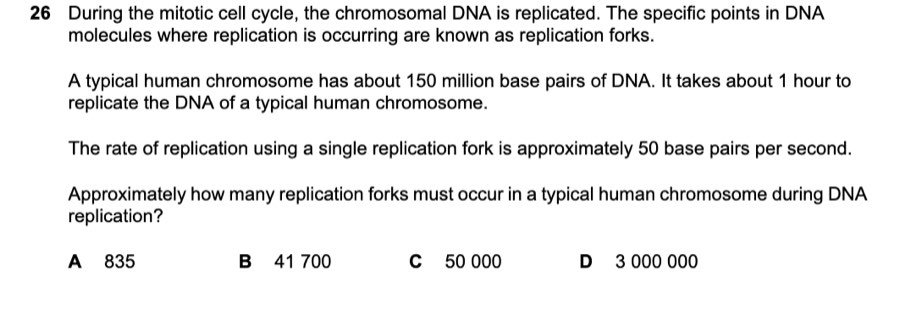 26 During the mitotic cell cycle, the chromosomal DNA is replicated. The specific points in DNA
molecules where replication is occurring are known as replication forks.
A typical human chromosome has about 150 million base pairs of DNA. It takes about 1 hour to
replicate the DNA of a typical human chromosome.
The rate of replication using a single replication fork is approximately 50 base pairs per second.
Approximately how many replication forks must occur in a typical human chromosome during DNA
replication?
A 835 B 41 700 C 50 000 D 3 000 000